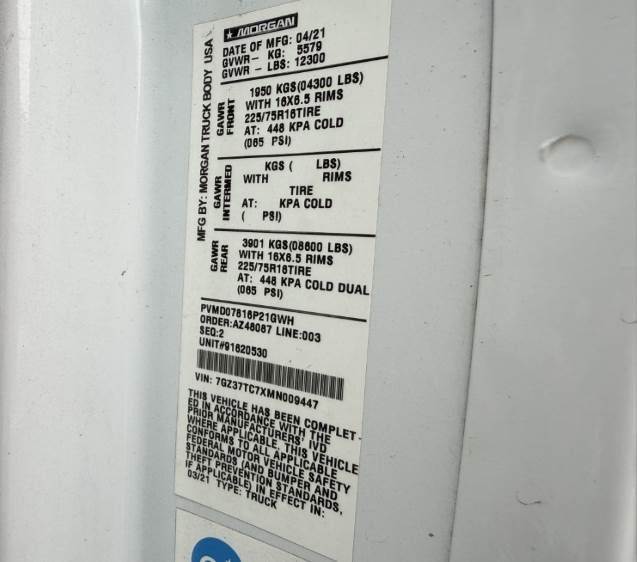 MORGAN
DATE OF MFG: 04/21
GVWR- KG: 5579
GVWR - LBS: 12300
MFG BY: MORGAN TRUCK BODY USA
GAWR
FRONT
1950 KGS(04300 LBS)
WITH 16X6.5 RIMS
225/75R16TIRE
AT: 448 KPA COLD
(065 PSI)
GAWR
INTERMED
KGS ( LBS)
WITH RIMS
TIRE
AT: KPA COLD
( PSI)
GAWR
REAR
3901 KGS(08600 LBS)
WITH 16X6.5 RIMS
225/75R16TIRE
AT: 448 KPA COLD DUAL
(065 PSI)
PVMD07616P21GWH
ORDER:AZ46087 LINE:003
SEQ:2
UNIT#91620530
VIN: 7GZ37TC7XMN009447
THIS VEHICLE HAS BEEN COMPLET-
ED IN ACCORDANCE WITH THE
PRIOR MANUFACTURERS' IVD
WHERE APPLICABLE. THIS VEHICLE
CONFORMS TO ALL APPLICABLE
FEDERAL MOTOR VEHICLE SAFETY
STANDARDS (AND BUMPER AND
THEFT PREVENTION STANDARDS,
IF APPLICABLE) IN EFFECT IN:
03/21 TYPE: TRUCK